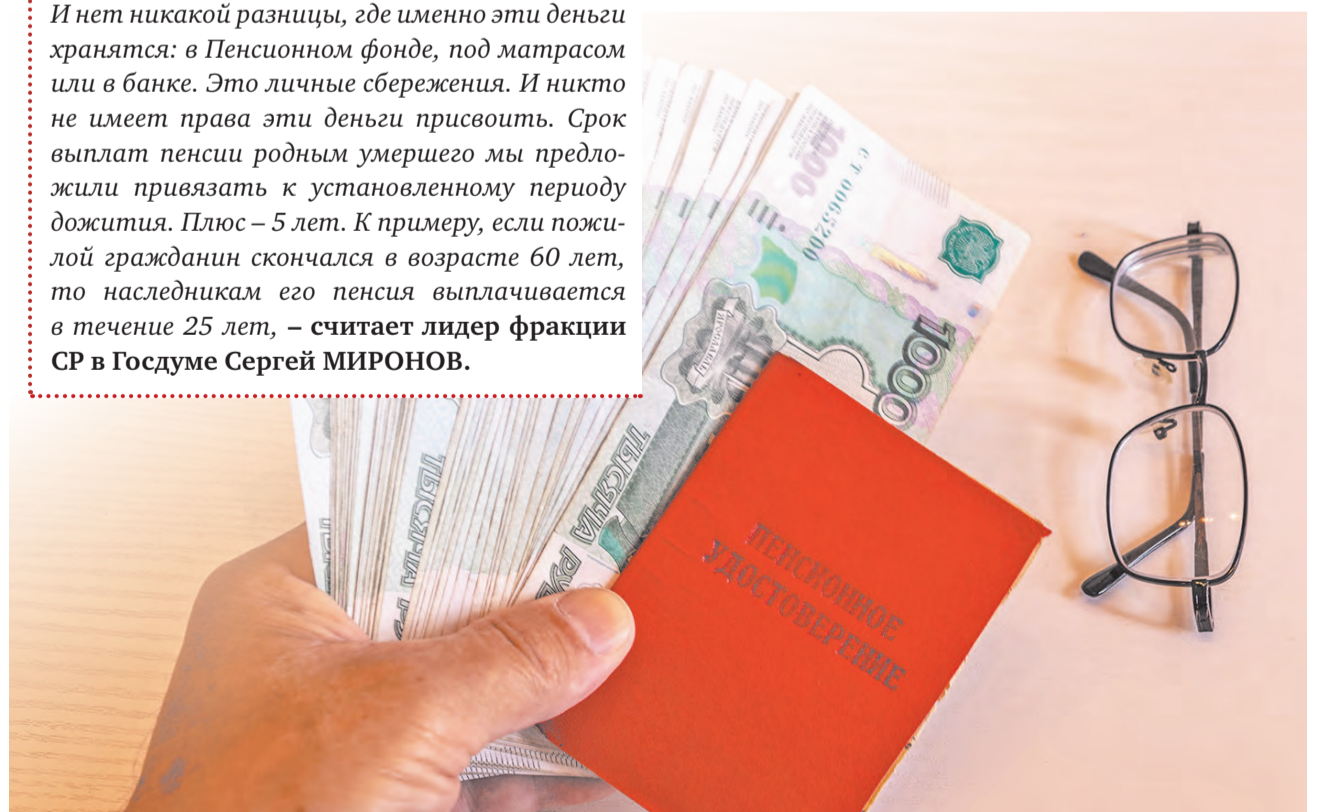 И нет никакой разницы, где именно эти деньги
хранятся: в Пенсионном фонде, под матрасом
или в банке. Это личные сбережения. И никто
не имеет права эти деньги присвоить. Срок
выплат пенсии родным умершего мы предло-
жили привязать к установленному периоду
дожития. Плюс – 5 лет. К примеру, если пожи-
лой гражданин скончался в возрасте 60 лет,
то наследникам его пенсия выплачивается
в течение 25 лет, – считает лидер фракции
СР в Госдуме Сергей МИРОНОВ.
1000
1000
ЯРОСЛАВЛЬ
ТЫСЯЧА
ТЫСЯЧА РУ
ПЕНСИОННОЕ
УДОСТОВЕРЕНИЕ